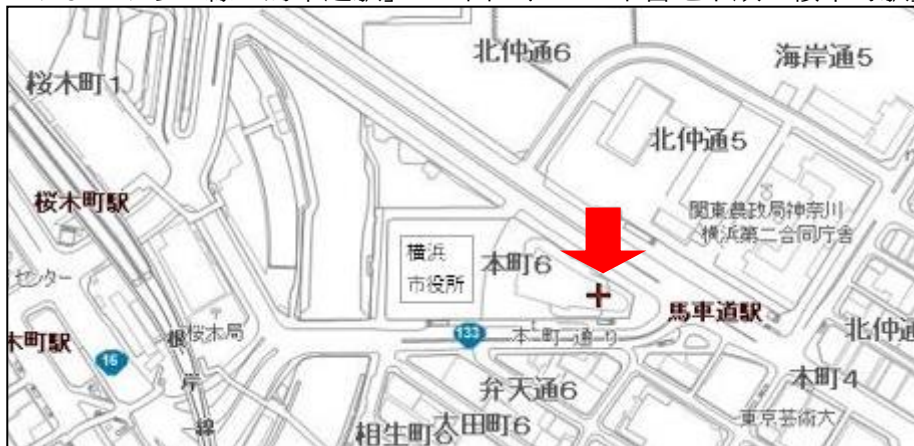 北仲通6
海岸通5
桜木町1
北仲通5
桜木町駅
関東農政局神奈川
横浜第二合同庁舎
横浜
市役所
本町6
センター
馬車道駅
桜木局
133
本町通り
北仲通
木町駅
16
根岸線
弁天通6
本町4
東京芸術大
相生町6
太田町6